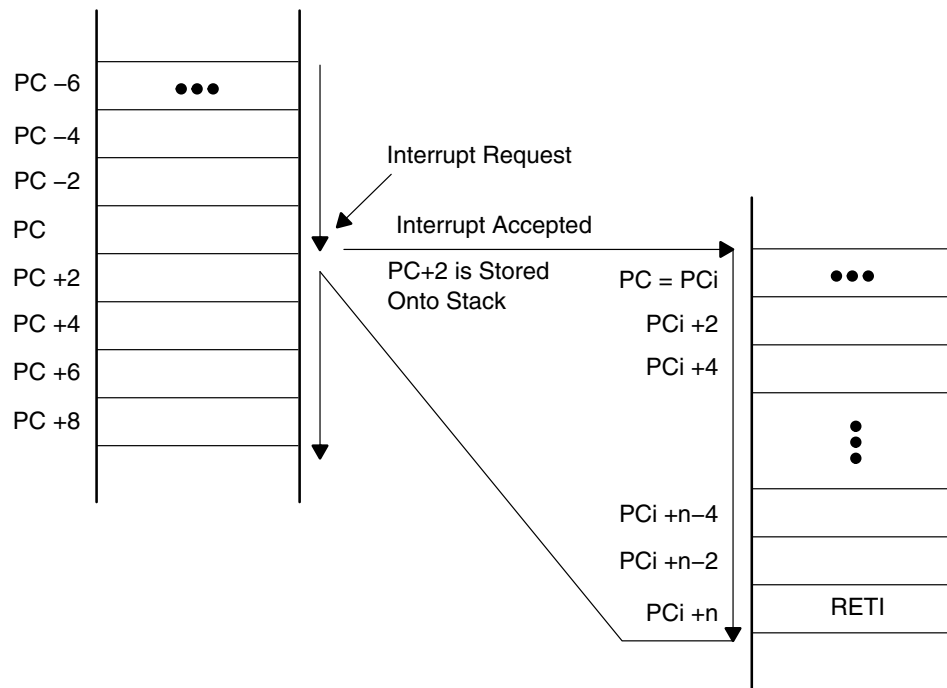 PC −6
PC −4
PC −2
PC
PC +2
PC +4
PC +6
PC +8
Interrupt Request
Interrupt Accepted
PC+2 is Stored
Onto Stack
PC = PCi
PCi +2
PCi +4
PCi +n−4
PCi +n−2
PCi +n
RETI